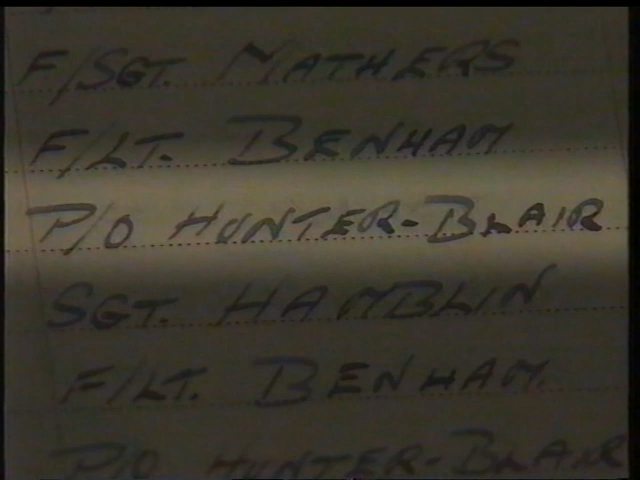 F/SGT. MATHERS
F/LT. BENHAM
P/O HUNTER-BLAIR
SGT. HAMBLIN
F/LT. BENHAM.
P/O HUNTER-BLAIR